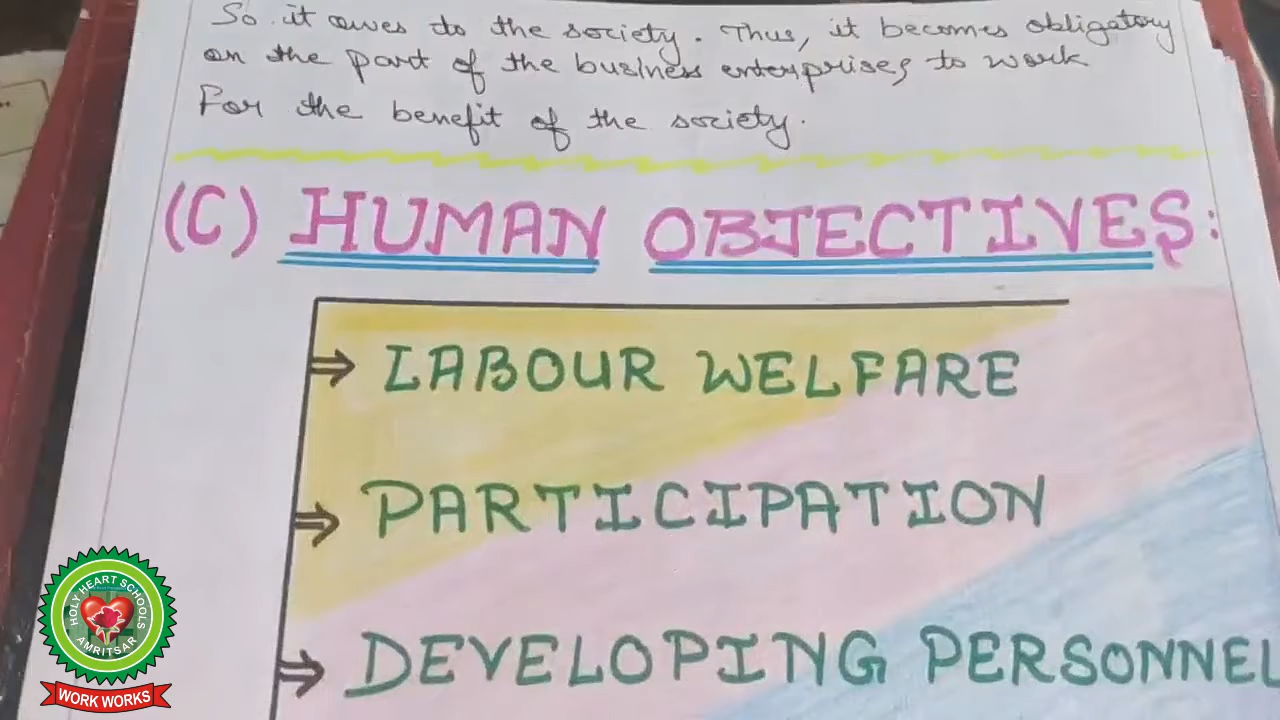 So it owes to the society. Thus, it becomes obligatory
on the part of the business enterprises to work
For the benefit of the society.
(C) HUMAN OBJECTIVES:
⇒ LABOUR WELFARE
⇒ PARTICIPATION
⇒ DEVELOPING PERSONNEL
HOLY HEART SCHOOLS
AMRITSAR
WORK WORKS